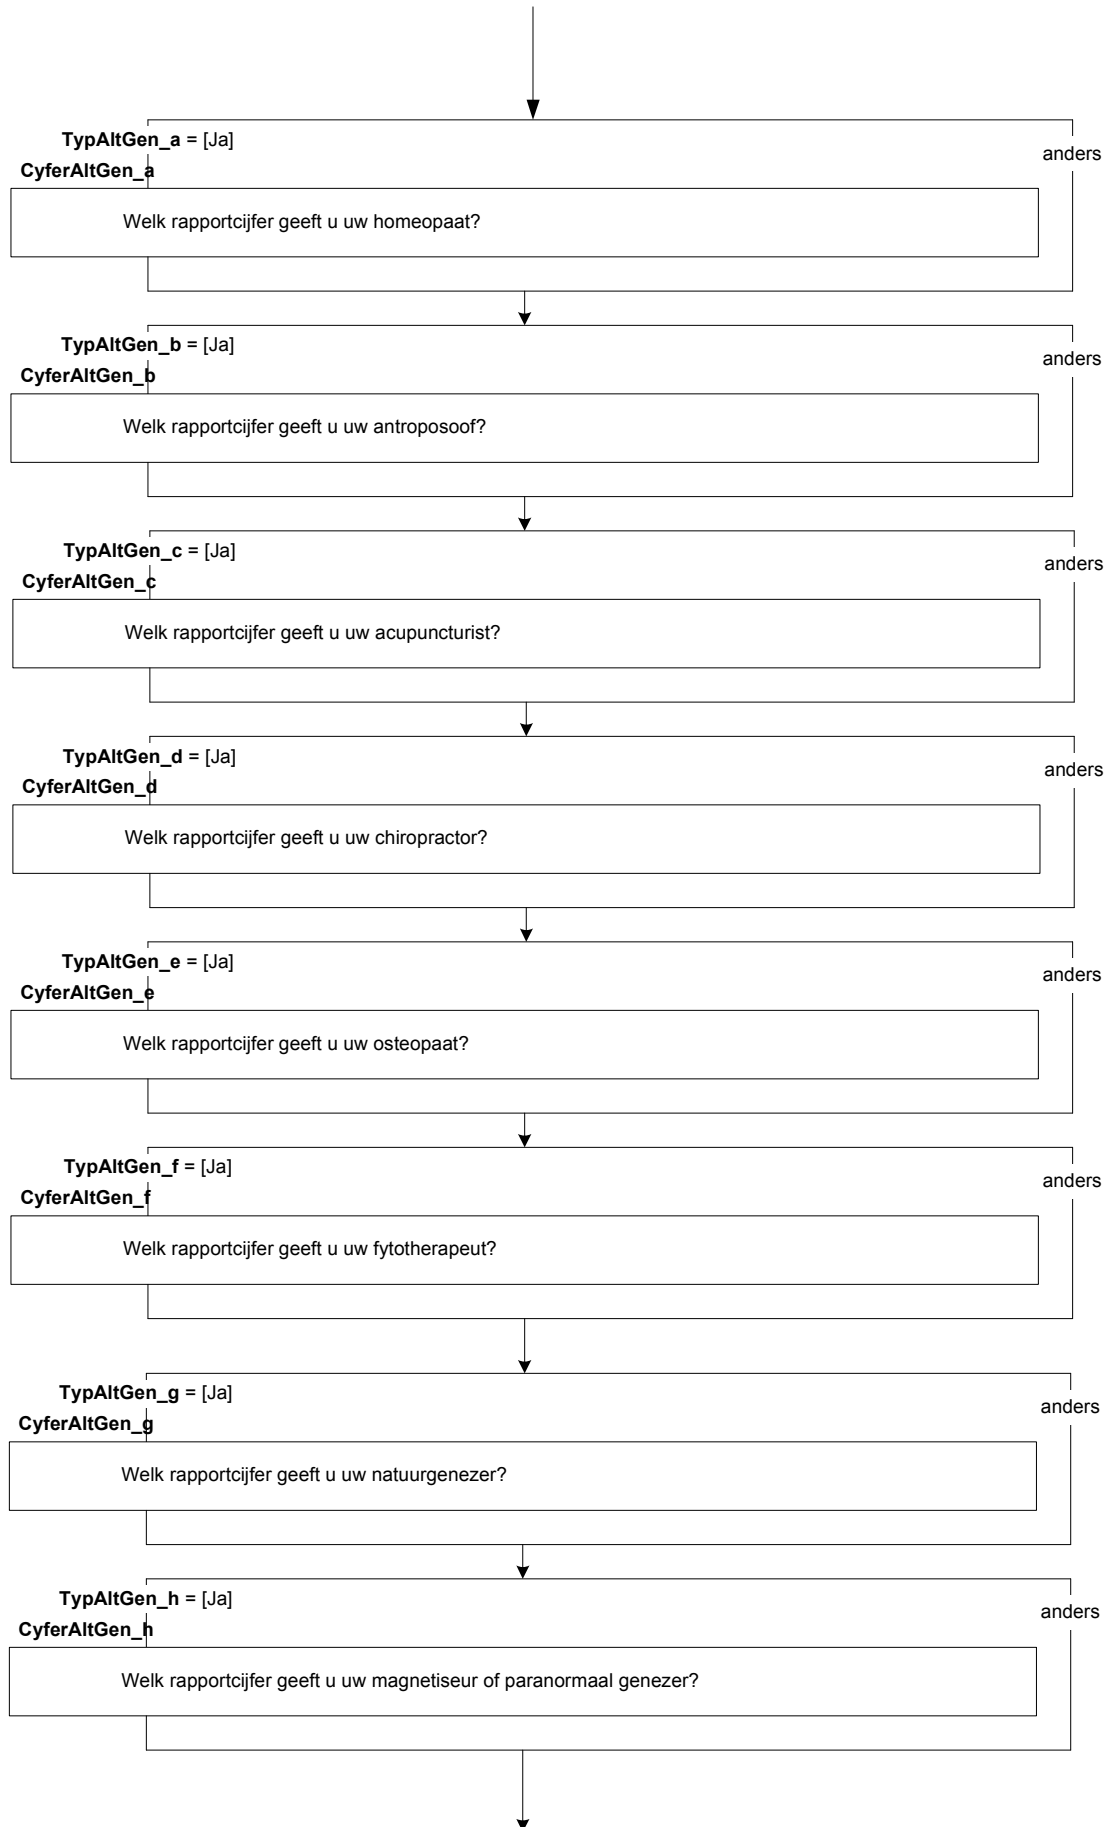 TypAltGen_a = [Ja]
anders
CyferAltGen_a
Welk rapportcijfer geeft u uw homeopaat?
TypAltGen_b = [Ja]
anders
CyferAltGen_b
Welk rapportcijfer geeft u uw antroposoof?
TypAltGen_c = [Ja]
anders
CyferAltGen_c
Welk rapportcijfer geeft u uw acupuncturist?
TypAltGen_d = [Ja]
anders
CyferAltGen_d
Welk rapportcijfer geeft u uw chiropractor?
TypAltGen_e = [Ja]
anders
CyferAltGen_e
Welk rapportcijfer geeft u uw osteopaat?
TypAltGen_f = [Ja]
anders
CyferAltGen_f
Welk rapportcijfer geeft u uw fytotherapeut?
TypAltGen_g = [Ja]
anders
CyferAltGen_g
Welk rapportcijfer geeft u uw natuurgenezer?
TypAltGen_h = [Ja]
anders
CyferAltGen_h
Welk rapportcijfer geeft u uw magnetiseur of paranormaal genezer?